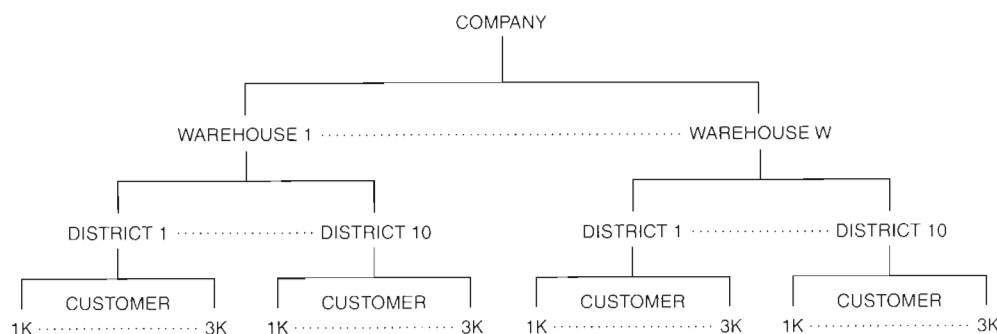 COMPANY
WAREHOUSE 1 ... WAREHOUSE W
DISTRICT 1 ... DISTRICT 10 DISTRICT 1 ... DISTRICT 10
CUSTOMER CUSTOMER CUSTOMER CUSTOMER
1K ... 3K 1K ... 3K 1K ... 3K 1K ... 3K